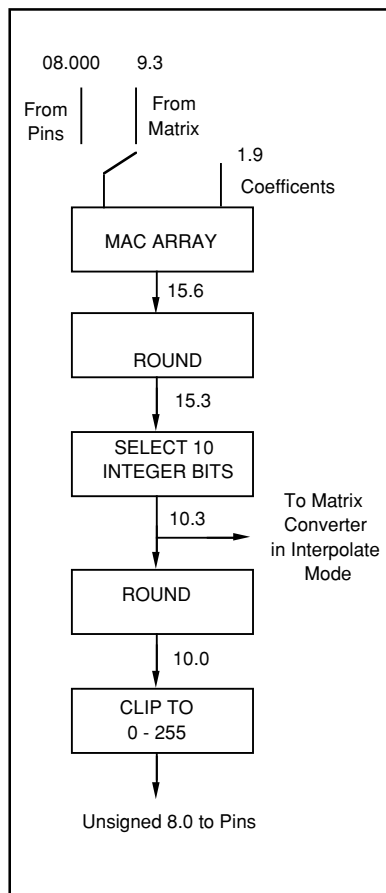 08.000
9.3
From
Pins
From
Matrix
1.9
Coefficents
MAC ARRAY
15.6
ROUND
15.3
SELECT 10
INTEGER BITS
10.3
To Matrix
Converter
in Interpolate
Mode
ROUND
10.0
CLIP TO
0 - 255
Unsigned 8.0 to Pins